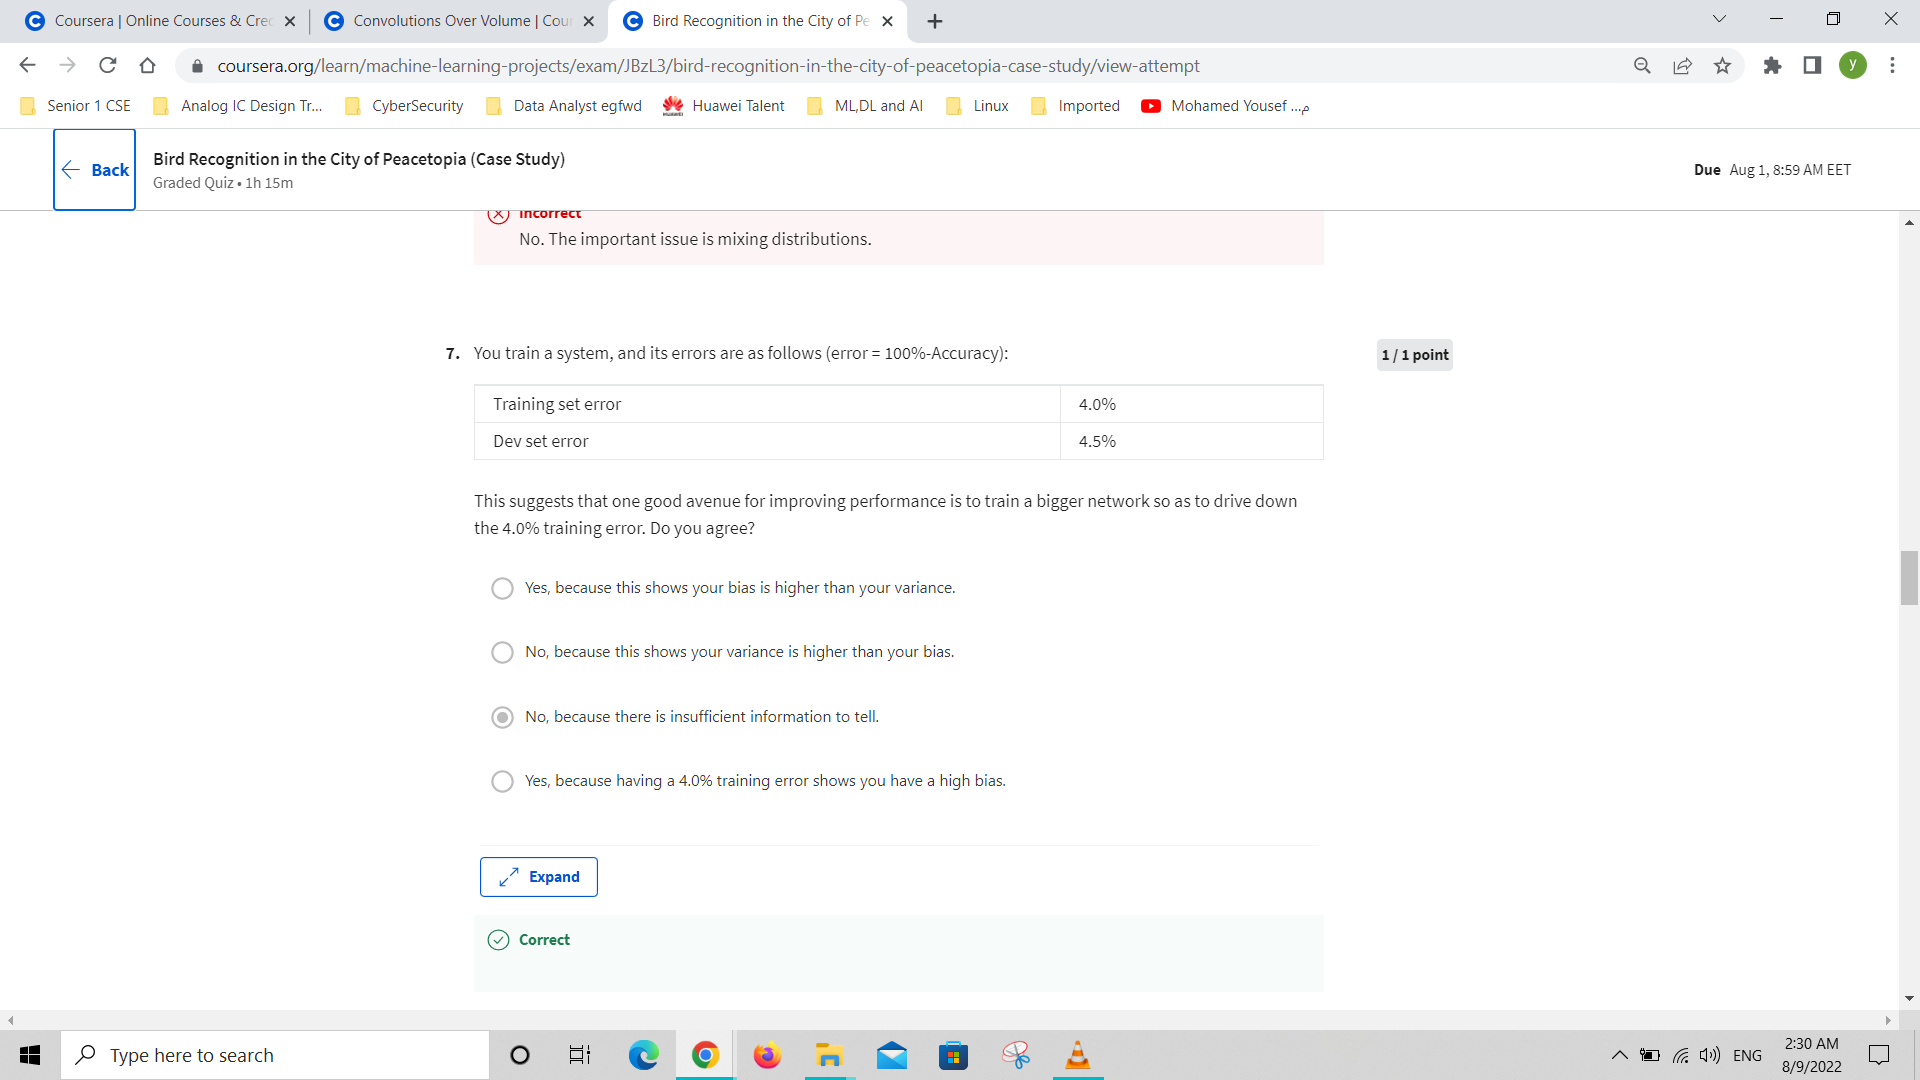 Coursera | Online Courses & Cred
Convolutions Over Volume | Cour
Bird Recognition in the City of Pe
coursera.org/learn/machine-learning-projects/exam/JBzL3/bird-recognition-in-the-city-of-peacetopia-case-study/view-attempt
y
Senior 1 CSE
Analog IC Design Tr...
CyberSecurity
Data Analyst egfwd
Huawei Talent
ML,DL and AI
Linux
Imported
Mohamed Yousef ...م
Back
Bird Recognition in the City of Peacetopia (Case Study)
Graded Quiz • 1h 15m
Due Aug 1, 8:59 AM EET
Incorrect
No. The important issue is mixing distributions.
7. You train a system, and its errors are as follows (error = 100%-Accuracy):
1 / 1 point
Training set error 4.0%
Dev set error 4.5%
This suggests that one good avenue for improving performance is to train a bigger network so as to drive down
the 4.0% training error. Do you agree?
Yes, because this shows your bias is higher than your variance.
No, because this shows your variance is higher than your bias.
No, because there is insufficient information to tell.
Yes, because having a 4.0% training error shows you have a high bias.
Expand
Correct
Type here to search
ENG
2:30 AM
8/9/2022